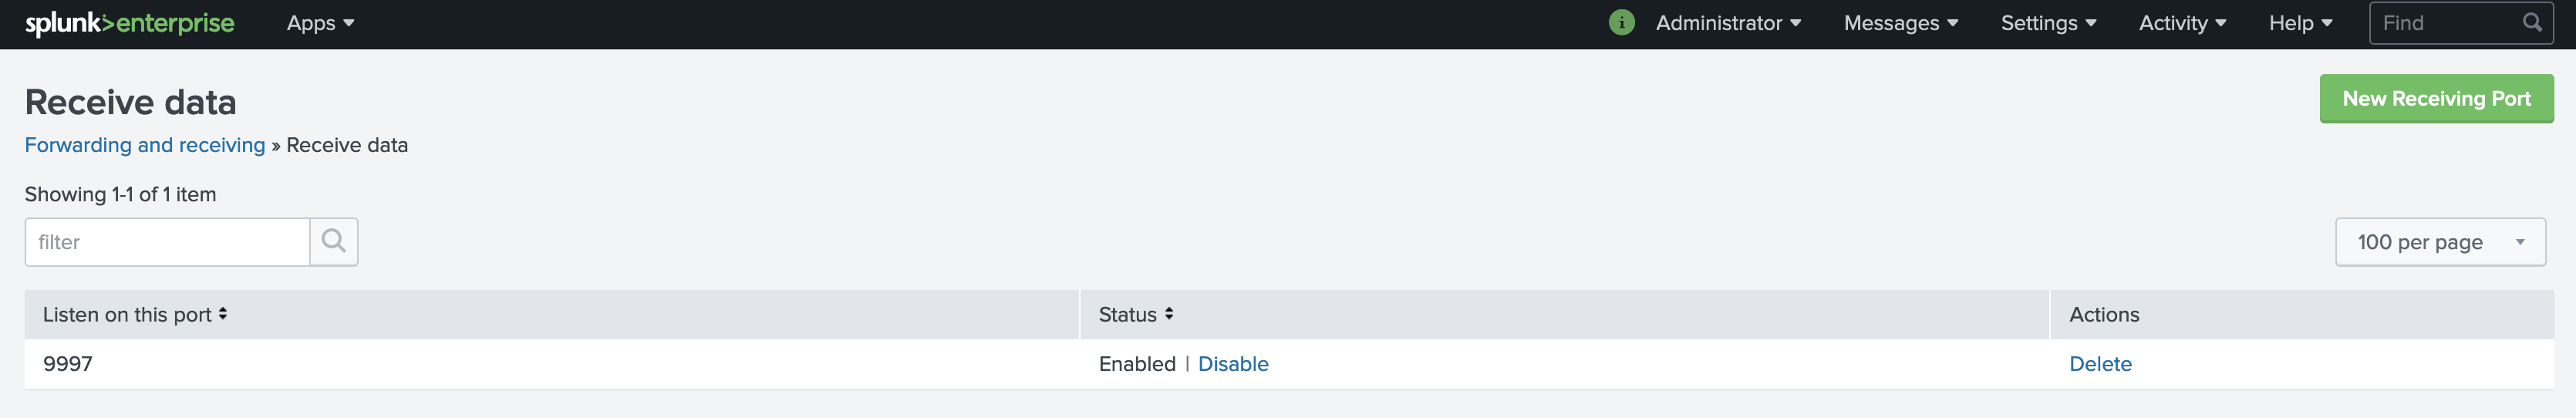 splunk>enterprise Apps i Administrator Messages Settings Activity Help Find
Receive data
New Receiving Port
Forwarding and receiving » Receive data
Showing 1-1 of 1 item
filter
100 per page
Listen on this port Status Actions
9997 Enabled | Disable Delete